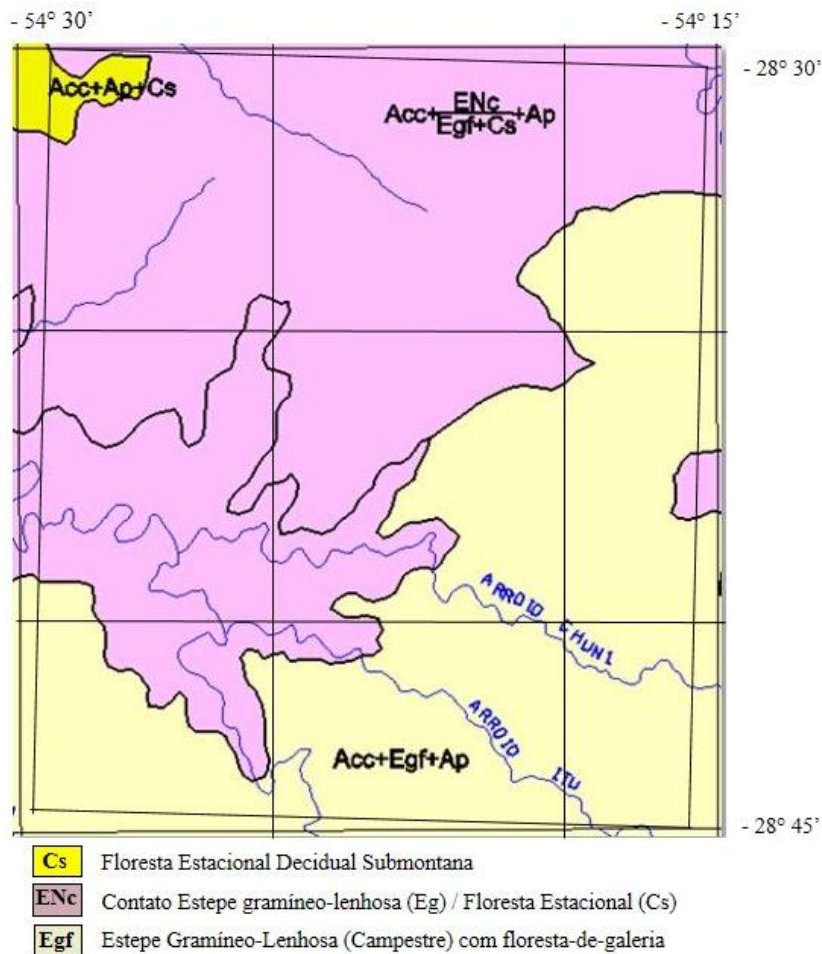 - 54° 30’
- 54° 15’
- 28° 30’
Acc+Ap+Cs
Acc+ENc/Egf+Cs+Ap
ARROIO CHUNI
ARROIO ITU
Acc+Egf+Ap
- 28° 45’
Cs Floresta Estacional Decidual Submontana
ENc Contato Estepe gramíneo-lenhosa (Eg) / Floresta Estacional (Cs)
Egf Estepe Gramíneo-Lenhosa (Campestre) com floresta-de-galeria